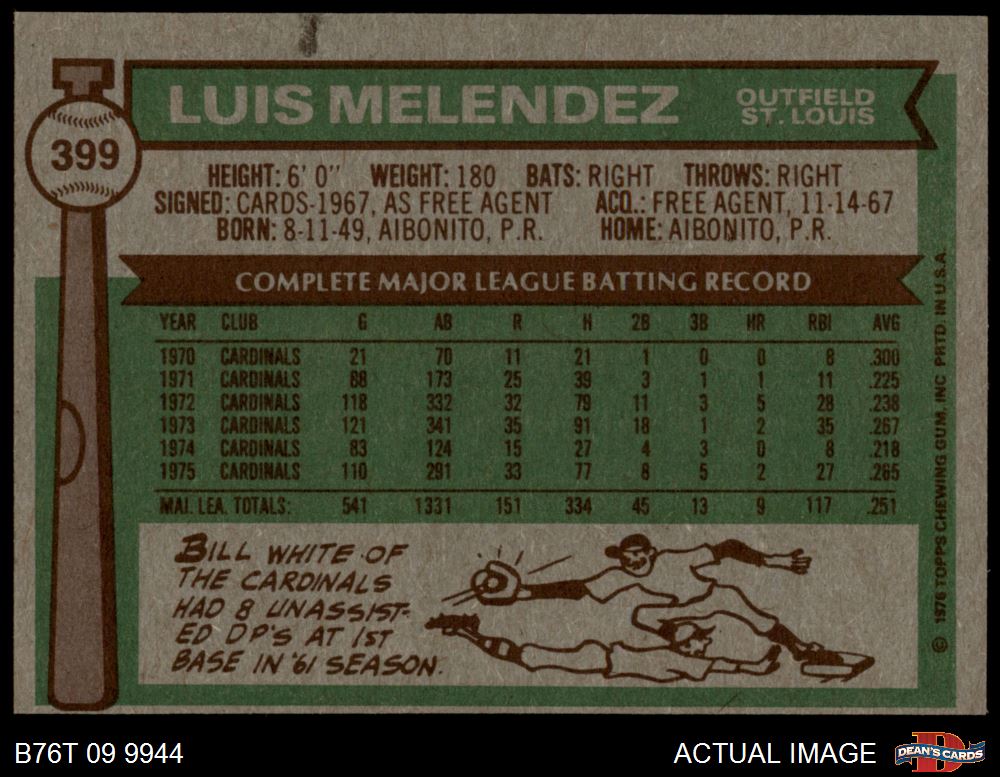 399
LUIS MELENDEZ
OUTFIELD
ST. LOUIS
HEIGHT: 6' 0" WEIGHT: 180 BATS: RIGHT THROWS: RIGHT
SIGNED: CARDS-1967, AS FREE AGENT ACQ.: FREE AGENT, 11-14-67
BORN: 8-11-49, AIBONITO, P.R. HOME: AIBONITO, P.R.
COMPLETE MAJOR LEAGUE BATTING RECORD
YEAR CLUB G AB R H 2B 3B HR RBI AVG
1970 CARDINALS 21 70 11 21 1 0 0 8 .300
1971 CARDINALS 88 173 25 39 3 1 1 11 .225
1972 CARDINALS 118 332 32 79 11 3 5 28 .238
1973 CARDINALS 121 341 35 91 18 1 2 35 .267
1974 CARDINALS 83 124 15 27 4 3 0 8 .218
1975 CARDINALS 110 291 33 77 8 5 2 27 .265
MAJ. LEA. TOTALS: 541 1331 151 334 45 13 9 117 .251
BILL WHITE OF
THE CARDINALS
HAD 8 UNASSIST-
ED DP'S AT 1ST
BASE IN '61 SEASON.
© 1976 TOPPS CHEWING GUM, INC PRTD. IN U.S.A.
B76T 09 9944
ACTUAL IMAGE
DEAN'S CARDS